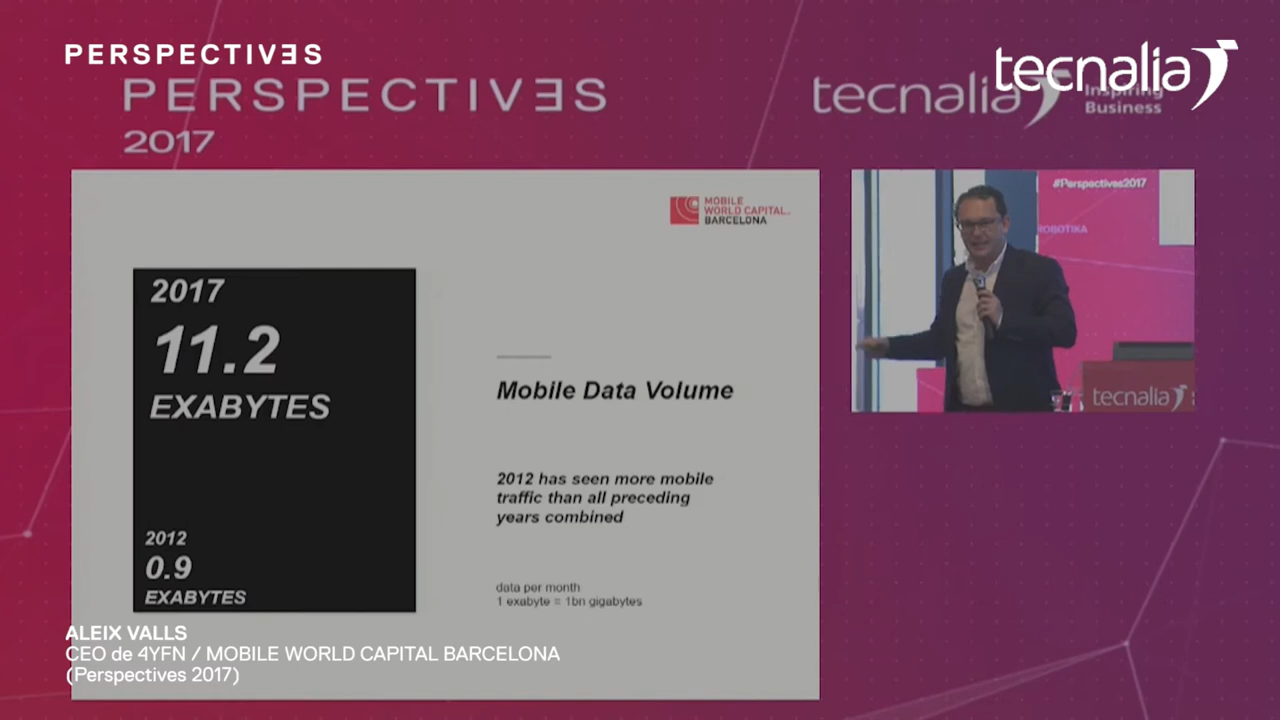 PERSPECTIVƎS
tecnalia
PERSPECTIVƎS
2017
tecnalia
Inspiring
Business
MOBILE
WORLD CAPITAL
BARCELONA
2017
11.2
EXABYTES
2012
0.9
EXABYTES
Mobile Data Volume
2012 has seen more mobile
traffic than all preceding
years combined
data per month
1 exabyte = 1bn gigabytes
#Perspectives2017
ROBOTIKA
tecnalia
ALEIX VALLS
CEO de 4YFN / MOBILE WORLD CAPITAL BARCELONA
(Perspectives 2017)